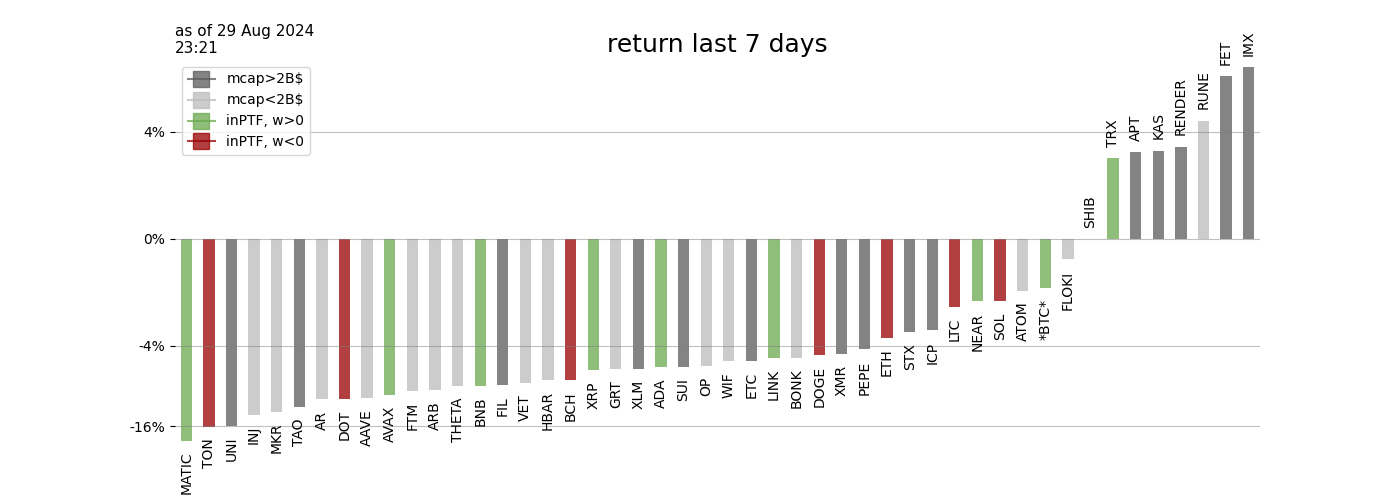 as of 29 Aug 2024
23:21
return last 7 days
mcap>2B$
mcap<2B$
inPTF, w>0
inPTF, w<0
4%
0%
-4%
-16%
MATIC
TON
UNI
INJ
MKR
TAO
AR
DOT
AAVE
AVAX
FTM
ARB
THETA
BNB
FIL
VET
HBAR
BCH
XRP
GRT
XLM
ADA
SUI
OP
WIF
ETC
LINK
BONK
DOGE
XMR
PEPE
ETH
STX
ICP
LTC
NEAR
SOL
ATOM
*BTC*
FLOKI
SHIB
TRX
APT
KAS
RENDER
RUNE
FET
IMX